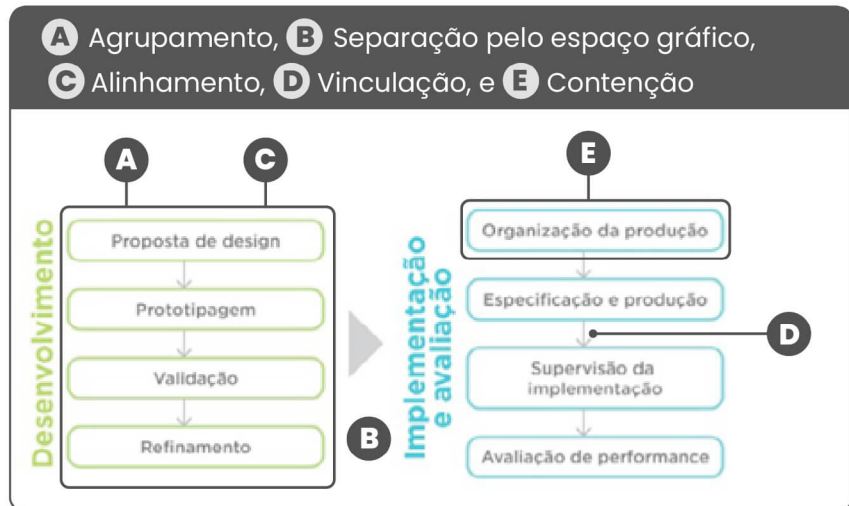 A Agrupamento, B Separação pelo espaço gráfico,
C Alinhamento, D Vinculação, e E Contenção
A
C
Desenvolvimento
Proposta de design
Prototipagem
Validação
Refinamento
B
E
Implementação
e avaliação
Organização da produção
Especificação e produção
D
Supervisão da
implementação
Avaliação de performance